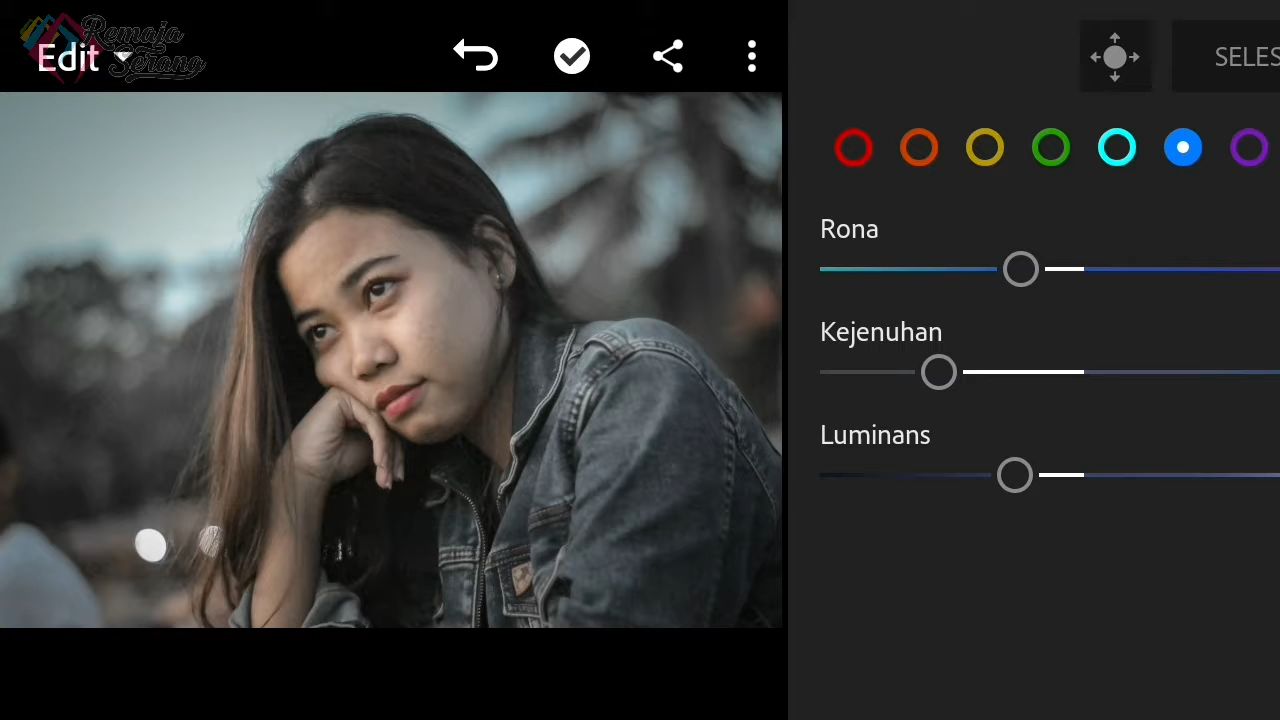 Remaja
Serang
Edit
SELES
Rona
Kejenuhan
Luminans